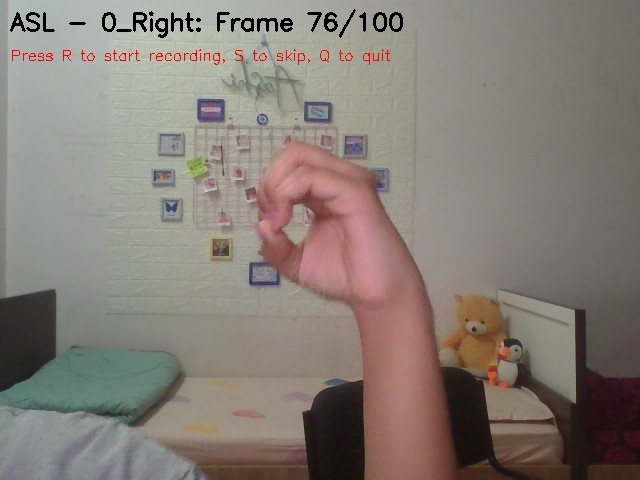 ASL - 0_Right: Frame 76/100
Press R to start recording, S to skip, Q to quit